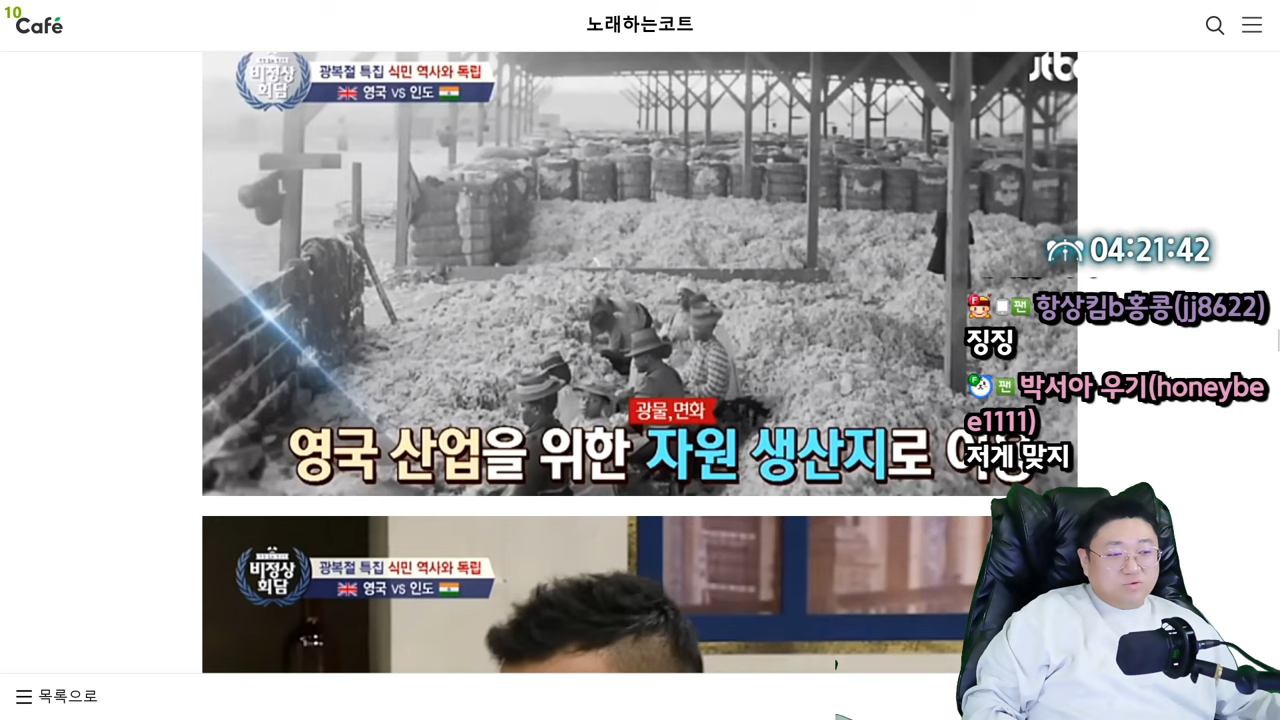 10
Café
노래하는코트
비정상
회담
광복절 특집 식민 역사와 독립
영국 VS 인도
jtbc
04:21:42
F 팬 항상킴b홍콩(jj8622)
징징
F 팬 박서아 우기(honeybe
e1111)
저게 맞지
광물,면화
영국 산업을 위한 자원 생산지로
비정상
회담
광복절 특집 식민 역사와 독립
영국 VS 인도
목록으로